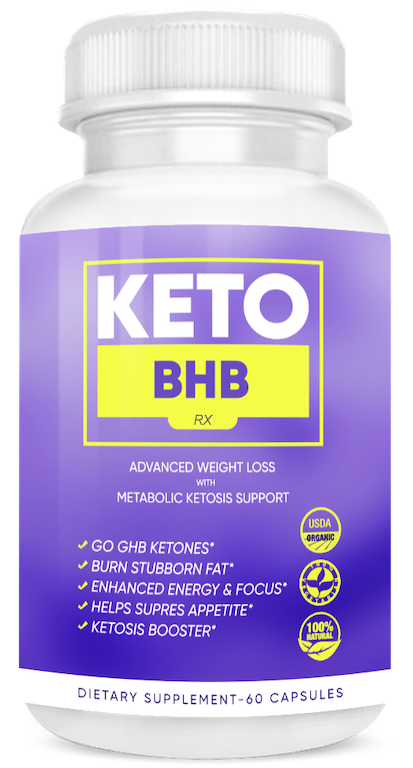 KETO
BHB
RX
ADVANCED WEIGHT LOSS
WITH
METABOLIC KETOSIS SUPPORT
GO GHB KETONES*
BURN STUBBORN FAT*
ENHANCED ENERGY & FOCUS*
HELPS SUPRES APPETITE*
KETOSIS BOOSTER*
USDA
ORGANIC
100%
NATURAL
DIETARY SUPPLEMENT-60 CAPSULES